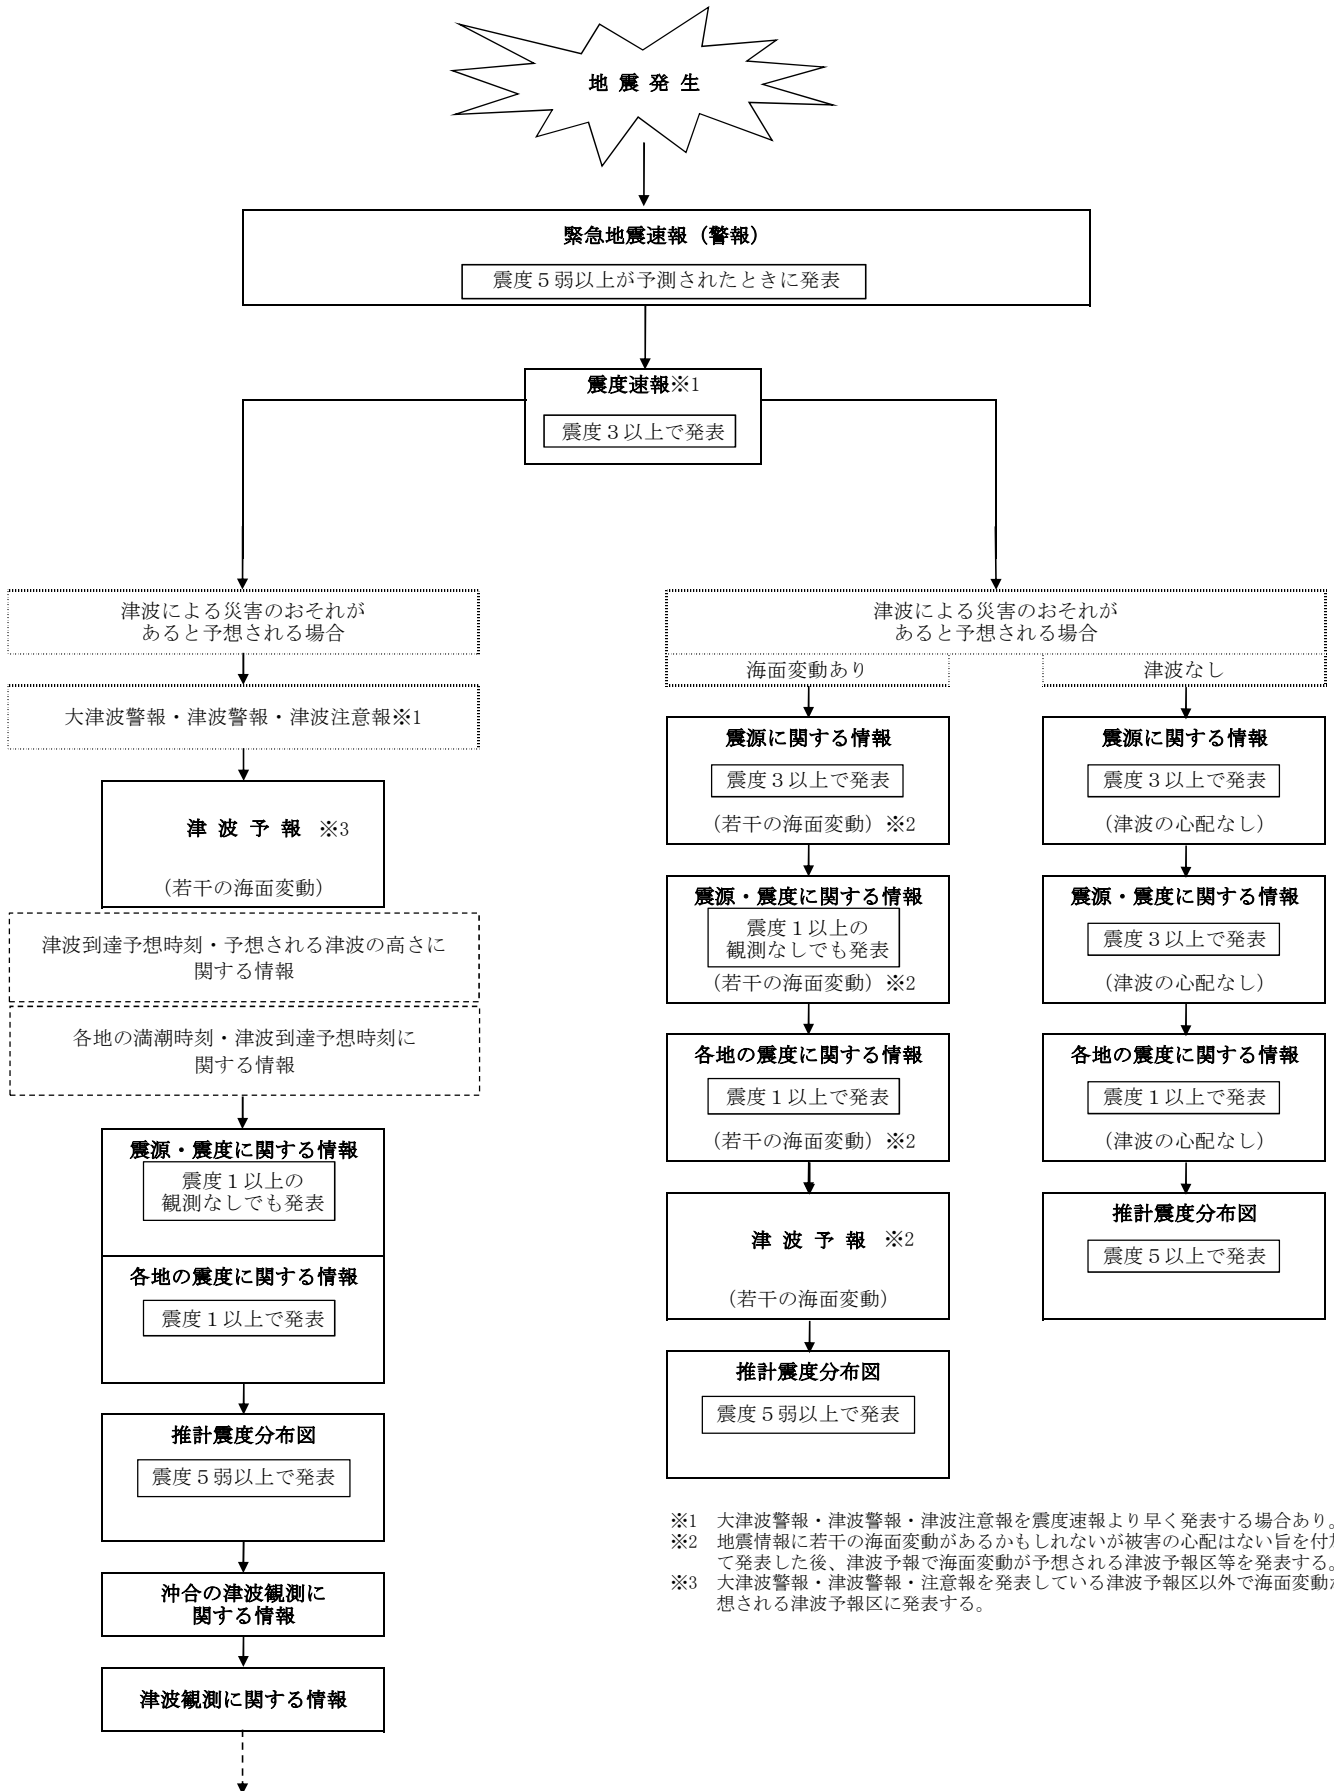 地震発生
緊急地震速報（警報）
震度５弱以上が予測されたときに発表
震度速報※1
震度３以上で発表
津波による災害のおそれが
あると予想される場合
大津波警報・津波警報・津波注意報※1
津波予報 ※3
（若干の海面変動）
津波到達予想時刻・予想される津波の高さに
関する情報
各地の満潮時刻・津波到達予想時刻に
関する情報
震源・震度に関する情報
震度１以上の
観測なしでも発表
各地の震度に関する情報
震度１以上で発表
推計震度分布図
震度５弱以上で発表
沖合の津波観測に
関する情報
津波観測に関する情報
津波による災害のおそれが
あると予想される場合
海面変動あり
震源に関する情報
震度３以上で発表
（若干の海面変動）※2
震源・震度に関する情報
震度１以上の
観測なしでも発表
（若干の海面変動）※2
各地の震度に関する情報
震度１以上で発表
（若干の海面変動）※2
津波予報 ※2
（若干の海面変動）
推計震度分布図
震度５弱以上で発表
津波なし
震源に関する情報
震度３以上で発表
（津波の心配なし）
震源・震度に関する情報
震度３以上で発表
（津波の心配なし）
各地の震度に関する情報
震度１以上で発表
（津波の心配なし）
推計震度分布図
震度５以上で発表
※1 大津波警報・津波警報・津波注意報を震度速報より早く発表する場合あり。
※2 地震情報に若干の海面変動があるかもしれないが被害の心配はない旨を付
て発表した後、津波予報で海面変動が予想される津波予報区等を発表する。
※3 大津波警報・津波警報・注意報を発表している津波予報区以外で海面変動
想される津波予報区に発表する。